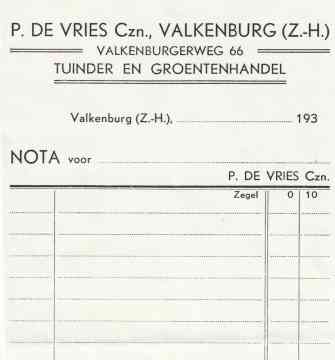 P. DE VRIES Czn., VALKENBURG (Z.-H.)
VALKENBURGERWEG 66
TUINDER EN GROENTENHANDEL
Valkenburg (Z.-H.), 193
NOTA voor
P. DE VRIES Czn.
Zegel 0 10